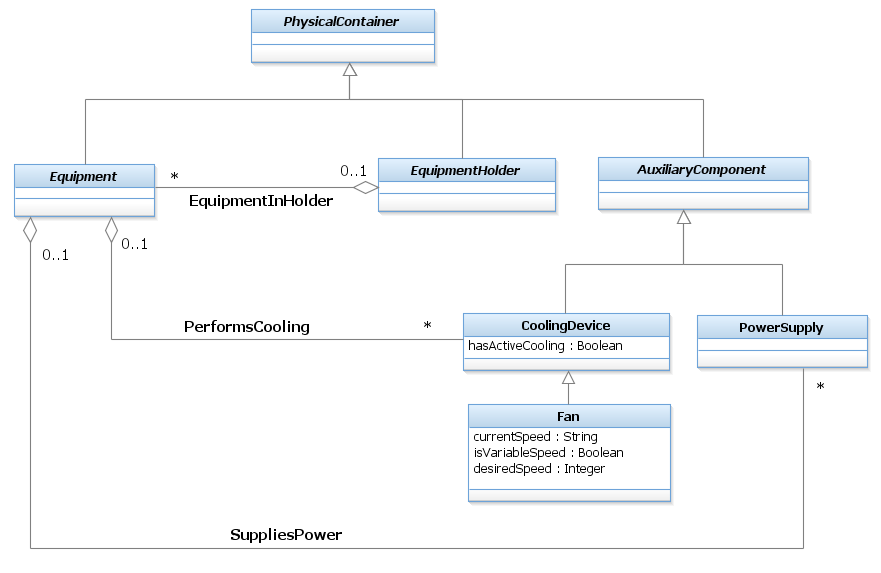 PhysicalContainer
Equipment
*
0..1
EquipmentHolder
AuxiliaryComponent
EquipmentInHolder
0..1
0..1
PerformsCooling
*
CoolingDevice
hasActiveCooling : Boolean
PowerSupply
*
Fan
currentSpeed : String
isVariableSpeed : Boolean
desiredSpeed : Integer
SuppliesPower